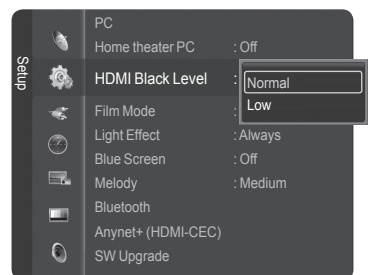 Setup
PC
Home theater PC : Off
HDMI Black Level : Normal
Low
Film Mode :
Light Effect : Always
Blue Screen : Off
Melody : Medium
Bluetooth
Anynet+ (HDMI-CEC)
SW Upgrade